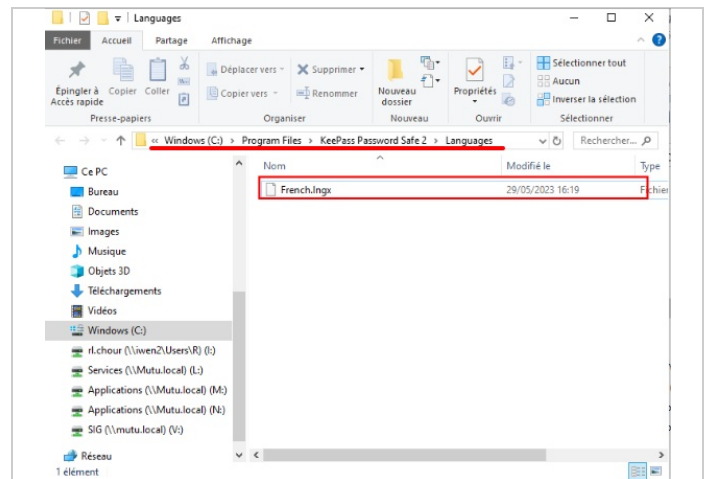 Languages
Fichier Accueil Partage Affichage
Épingler à Accès rapide
Copier
Coller
Déplacer vers
Copier vers
Supprimer
Renommer
Nouveau dossier
Propriétés
Sélectionner tout
Aucun
Inverser la sélection
Presse-papiers Organiser Nouveau Ouvrir Sélectionner
« Windows (C:) > Program Files > KeePass Password Safe 2 > Languages
Rechercher...
Nom Modifié le Type
French.lngx 29/05/2023 16:19 Fichier
Ce PC
Bureau
Documents
Images
Musique
Objets 3D
Téléchargements
Vidéos
Windows (C:)
rl.chour (\\iwen2\Users\R) (I:)
Services (\\Mutu.local) (L:)
Applications (\\Mutu.local) (M:)
Applications (\\Mutu.local) (N:)
SIG (\\mutu.local) (V:)
Réseau
1 élément